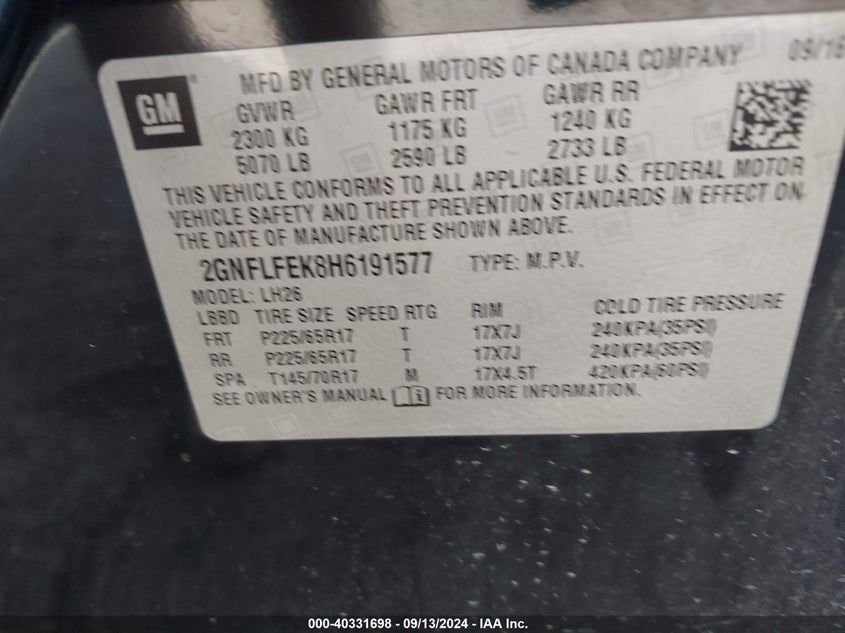 GM
MFD BY GENERAL MOTORS OF CANADA COMPANY 09/16
GVWR GAWR FRT GAWR RR
2300 KG 1175 KG 1240 KG
5070 LB 2590 LB 2733 LB
THIS VEHICLE CONFORMS TO ALL APPLICABLE U.S. FEDERAL MOTOR
VEHICLE SAFETY AND THEFT PREVENTION STANDARDS IN EFFECT ON
THE DATE OF MANUFACTURE SHOWN ABOVE.
2GNFLFEK8H6191577 TYPE: M.P.V.
MODEL: LH26
LBBD TIRE SIZE SPEED RTG RIM COLD TIRE PRESSURE
FRT P225/65R17 T 17X7J 240KPA(35PSI)
RR P225/65R17 T 17X7J 240KPA(35PSI)
SPA T145/70R17 M 17X4.5T 420KPA(60PSI)
SEE OWNER'S MANUAL FOR MORE INFORMATION.
000-40331698 - 09/13/2024 - IAA Inc.